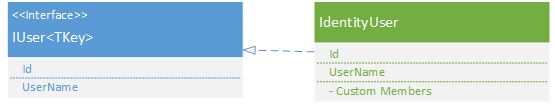 <<Interface>>
IUser<TKey>
Id
UserName
IdentityUser
Id
UserName
- Custom Members